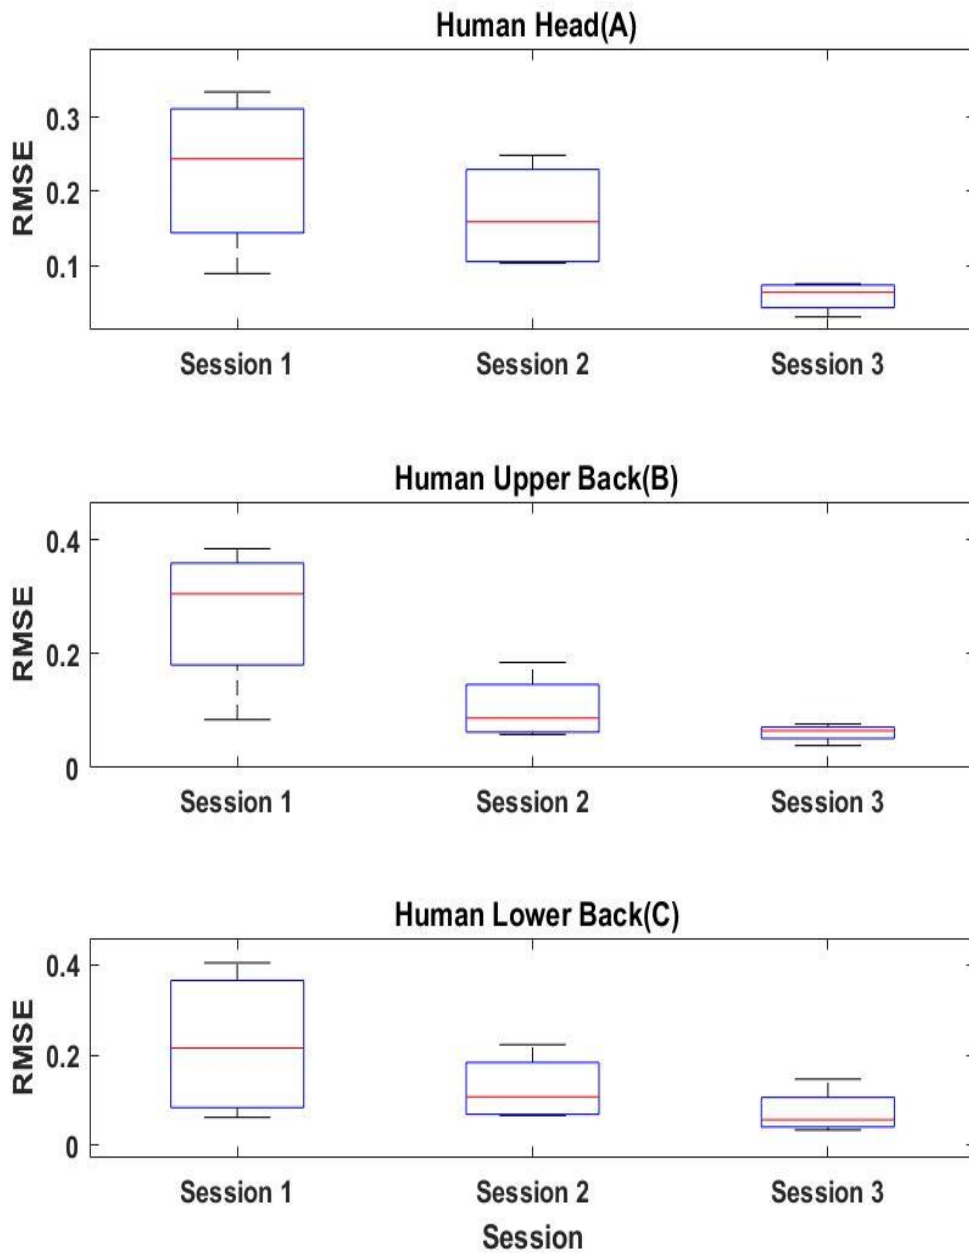 Human Head(A)
RMSE
0.3
0.2
0.1
Session 1 Session 2 Session 3
Human Upper Back(B)
RMSE
0.4
0.2
0
Session 1 Session 2 Session 3
Human Lower Back(C)
RMSE
0.4
0.2
0
Session 1 Session 2 Session 3
Session